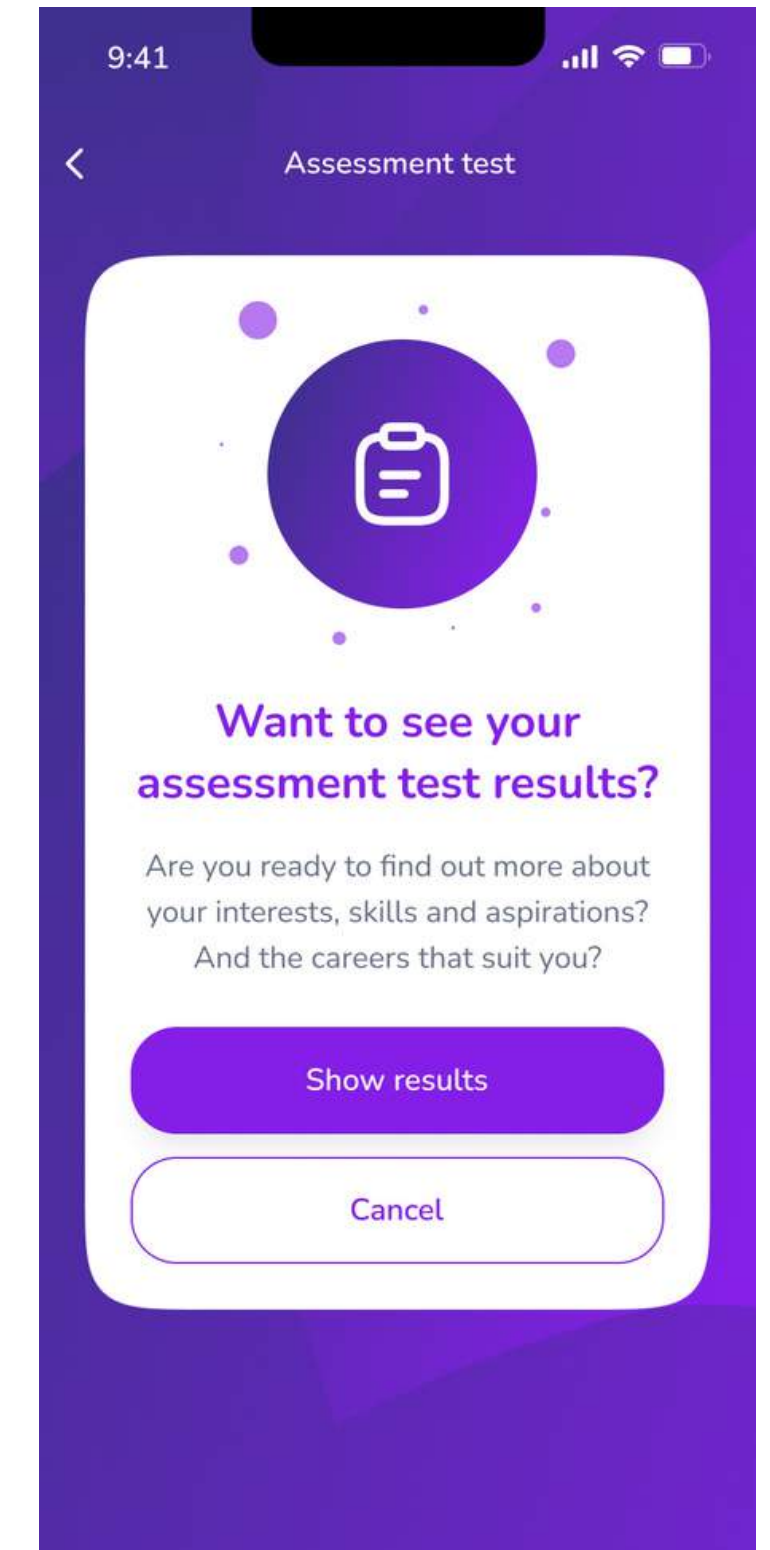 9:41
Assessment test
Want to see your
assessment test results?
Are you ready to find out more about
your interests, skills and aspirations?
And the careers that suit you?
Show results
Cancel